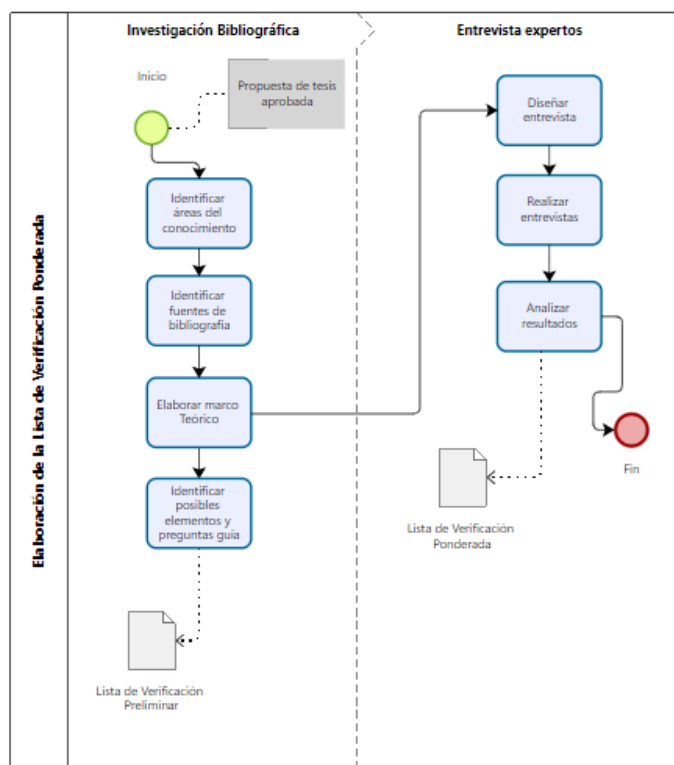 Elaboración de la Lista de Verificación Ponderada
Investigación Bibliográfica
Inicio
Propuesta de tesis
aprobada
Identificar
áreas del
conocimiento
Identificar
fuentes de
bibliografía
Elaborar marco
Teórico
Identificar
posibles
elementos y
preguntas guía
Lista de Verificación
Preliminar
Entrevista expertos
Diseñar
entrevista
Realizar
entrevistas
Analizar
resultados
Fin
Lista de Verificación
Ponderada